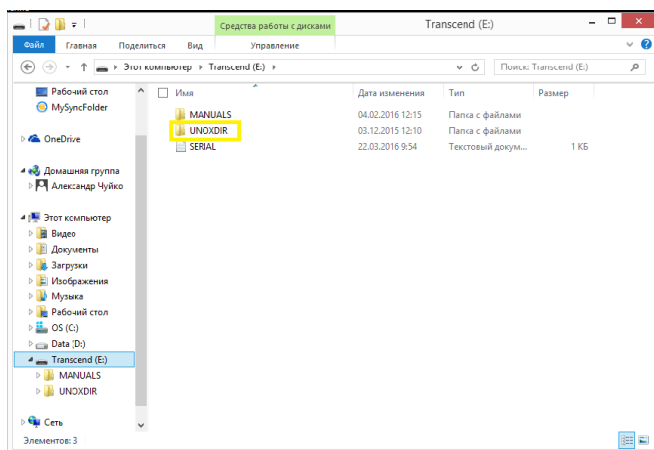 Средства работы с дисками
Transcend (E:)
Файл Главная Поделиться Вид Управление
Этот компьютер Transcend (E:)
Поиск: Transcend (E:)
Рабочий стол
MySyncFolder
OneDrive
Домашняя группа
Александр Чуйко
Этот компьютер
Видео
Документы
Загрузки
Изображения
Музыка
Рабочий стол
OS (C:)
Data (D:)
Transcend (E:)
MANUALS
UNOXDIR
Сеть
Имя Дата изменения Тип Размер
MANUALS 04.02.2016 12:15 Папка с файлами
UNOXDIR 03.12.2015 12:10 Папка с файлами
SERIAL 22.03.2016 9:54 Текстовый докум... 1 КБ
Элементов: 3